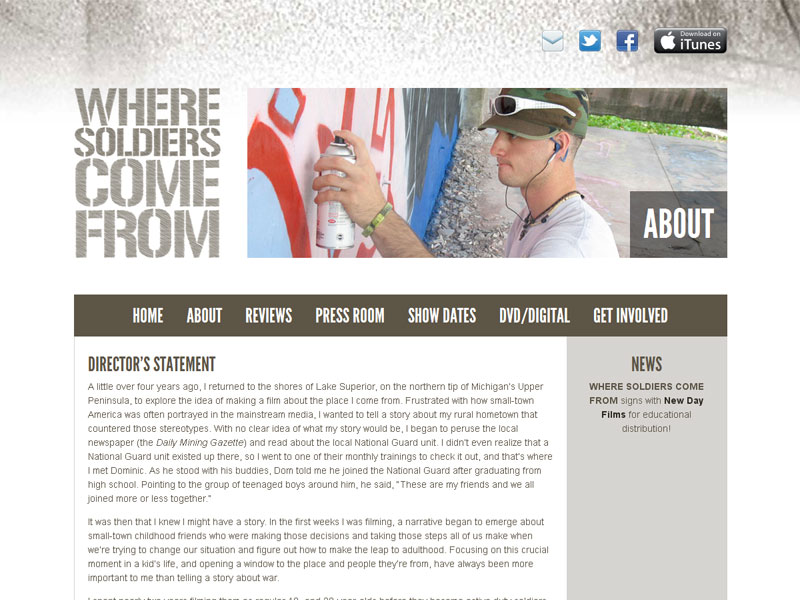 Download on
iTunes
WHERE
SOLDIERS
COME
FROM
ABOUT
HOME ABOUT REVIEWS PRESS ROOM SHOW DATES DVD/DIGITAL GET INVOLVED
DIRECTOR'S STATEMENT
A little over four years ago, I returned to the shores of Lake Superior, on the northern tip of Michigan's Upper
Peninsula, to explore the idea of making a film about the place I come from. Frustrated with how small-town
America was often portrayed in the mainstream media, I wanted to tell a story about my rural hometown that
countered those stereotypes. With no clear idea of what my story would be, I began to peruse the local
newspaper (the Daily Mining Gazette) and read about the local National Guard unit. I didn't even realize that a
National Guard unit existed up there, so I went to one of their monthly trainings to check it out, and that's where
I met Dominic. As he stood with his buddies, Dom told me he joined the National Guard after graduating from
high school. Pointing to the group of teenaged boys around him, he said, "These are my friends and we all
joined more or less together."
It was then that I knew I might have a story. In the first weeks I was filming, a narrative began to emerge about
small-town childhood friends who were making those decisions and taking those steps all of us make when
we're trying to change our situation and figure out how to make the leap to adulthood. Focusing on this crucial
moment in a kid's life, and opening a window to the place and people they're from, have always been more
important to me than telling a story about war.
NEWS
WHERE SOLDIERS COME
FROM signs with New Day
Films for educational
distribution!